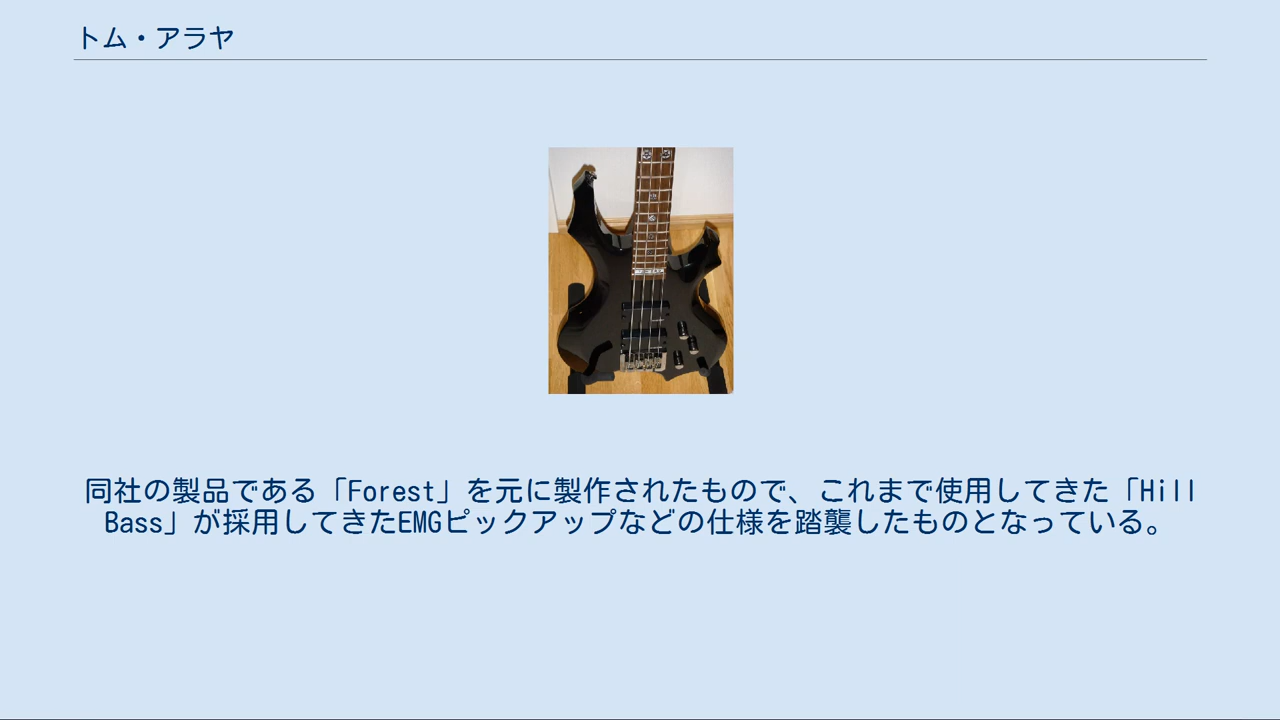 トム・アラヤ
同社の製品である「Forest」を元に製作されたもので、これまで使用してきた「Hill
Bass」が採用してきたEMGピックアップなどの仕様を踏襲したものとなっている。